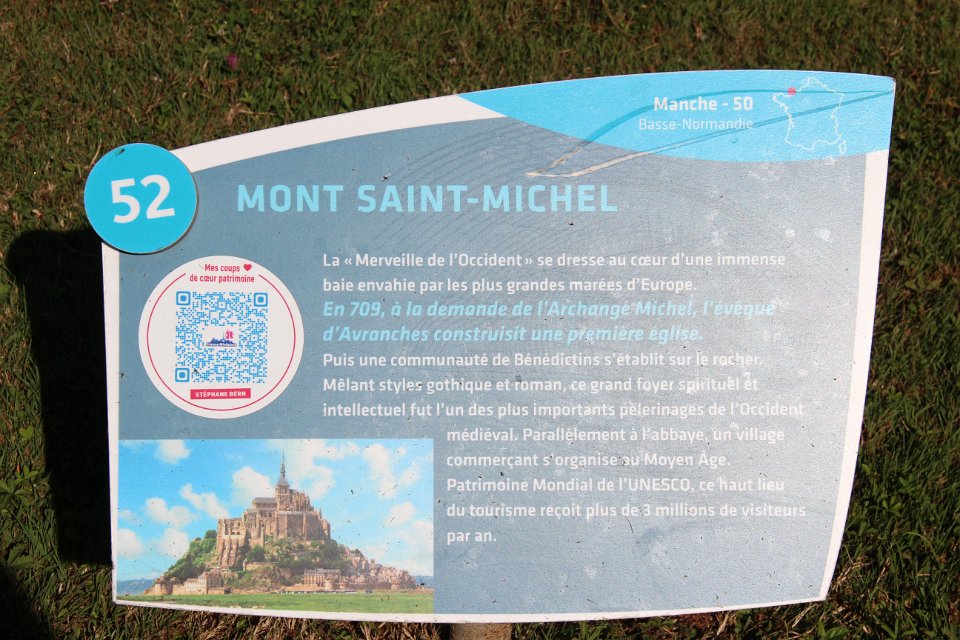 Manche - 50
Basse-Normandie
52
MONT SAINT-MICHEL
Mes coups
de cœur patrimoine
STÉPHANE BERN
La « Merveille de l'Occident » se dresse au cœur d'une immense
baie envahie par les plus grandes marées d'Europe.
En 709, à la demande de l'Archange Michel, l'évèque
d'Avranches construisit une première église.
Puis une communauté de Bénédictins s'établit sur le rocher.
Mêlant styles gothique et roman, ce grand foyer spirituel et
intellectuel fut l'un des plus importants pèlerinages de l'Occident
médiéval. Parallèlement à l'abbaye, un village
commerçant s'organise au Moyen Âge.
Patrimoine Mondial de l'UNESCO, ce haut lieu
du tourisme reçoit plus de 3 millions de visiteurs
par an.